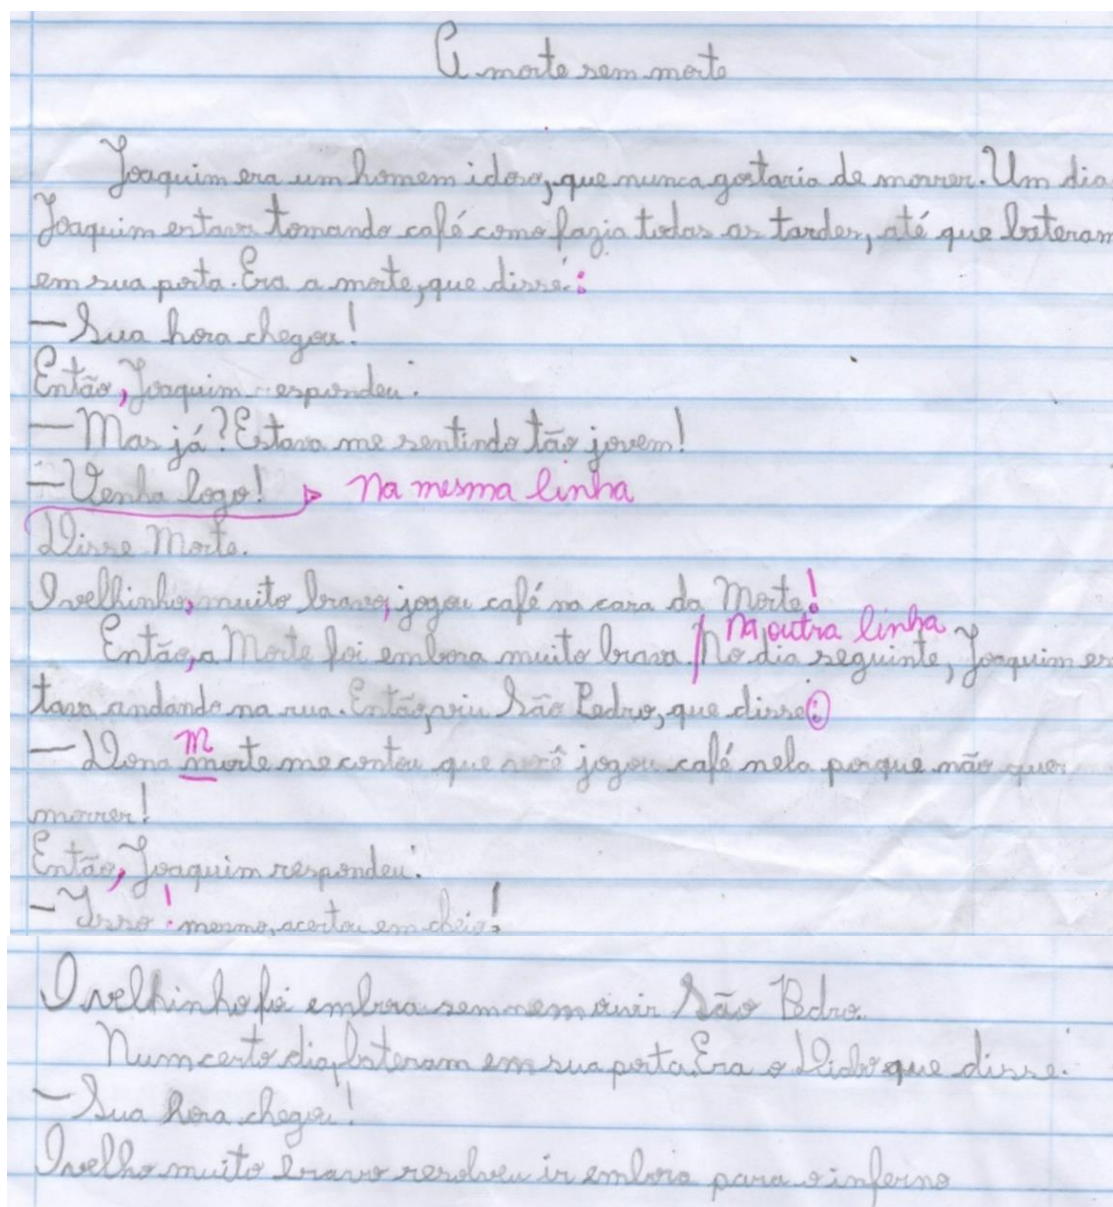 A morte sem morte
Joaquim era um homem idoso, que nunca gostaria de morrer. Um dia
Joaquim estava tomando café como fazia todas as tardes, até que bateram
em sua porta. Era a morte, que disse:
— Sua hora chegou!
Então, Joaquim respondeu:
— Mas já? Estava me sentindo tão jovem!
— Venha logo! Na mesma linha
Disse Morte.
O velhinho, muito bravo, jogou café na cara da Morte!
Na outra linha
Então, a Morte foi embora muito brava / No dia seguinte, Joaquim es
tava andando na rua. Então, viu São Pedro, que disse:
M
— Dona morte me contou que você jogou café nela porque não quer
morrer!
Então, Joaquim respondeu:
— Isso! mesmo, acertou em cheio!
O velhinho foi embora sem nem ouvir São Pedro.
Num certo dia, bateram em sua porta. Era o Diabo que disse:
— Sua hora chegou!
O velho muito bravo resolveu ir embora para o inferno